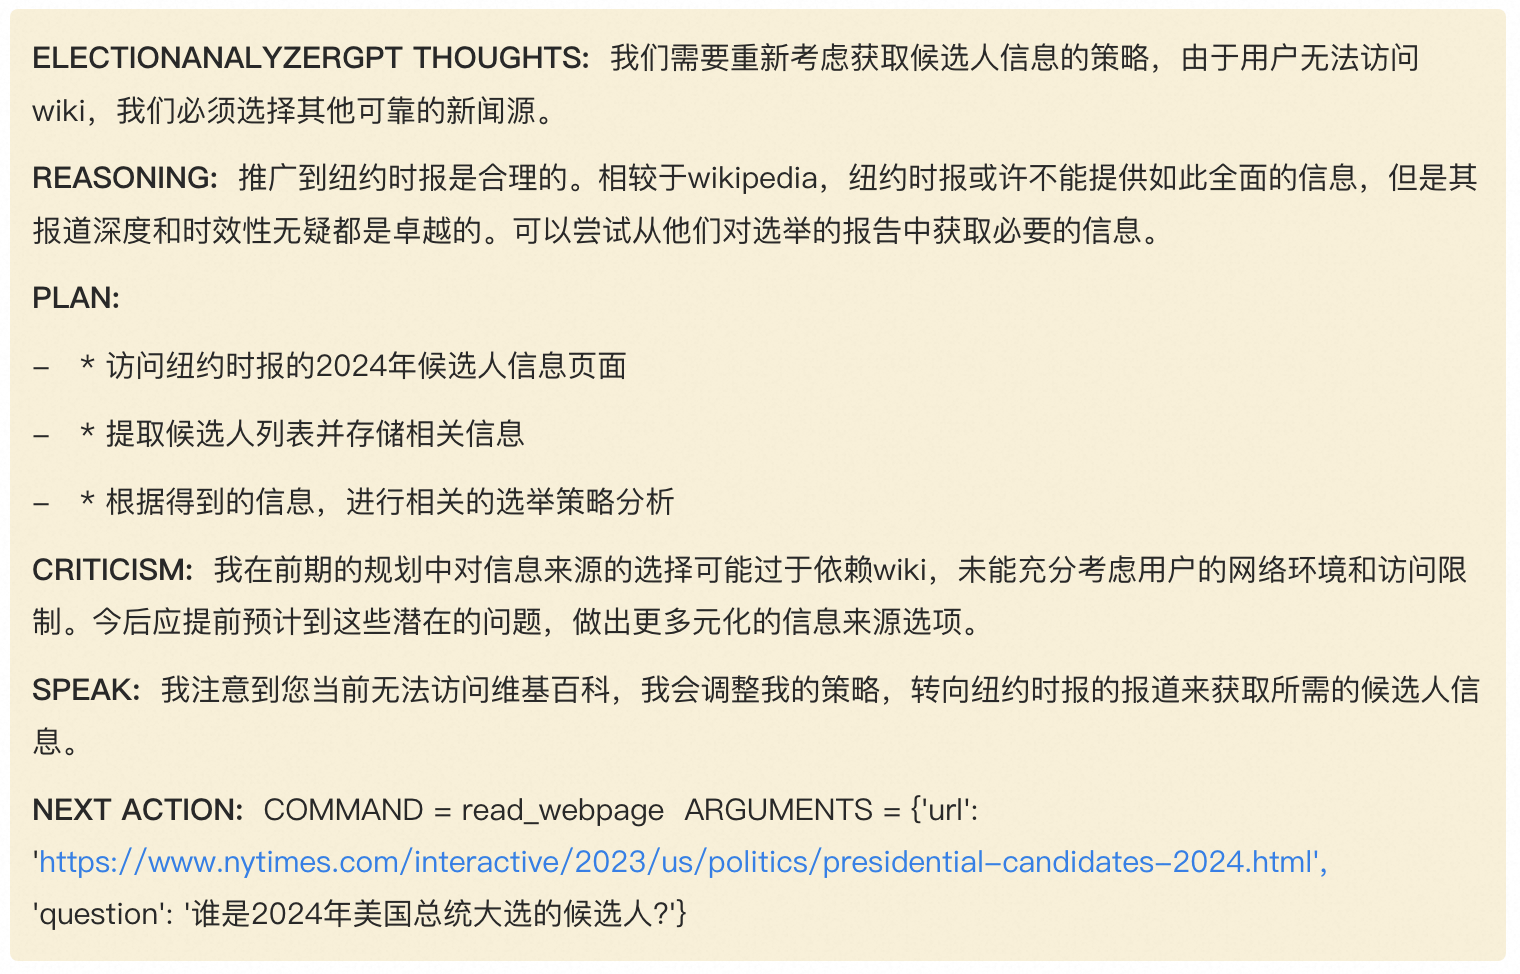 ELECTIONANALYZERGPT THOUGHTS: 我们需要重新考虑获取候选人信息的策略，由于用户无法访问
wiki，我们必须选择其他可靠的新闻源。
REASONING: 推广到纽约时报是合理的。相较于wikipedia，纽约时报或许不能提供如此全面的信息，但是其
报道深度和时效性无疑都是卓越的。可以尝试从他们对选举的报告中获取必要的信息。
PLAN:
- * 访问纽约时报的2024年候选人信息页面
- * 提取候选人列表并存储相关信息
- * 根据得到的信息，进行相关的选举策略分析
CRITICISM: 我在前期的规划中对信息来源的选择可能过于依赖wiki，未能充分考虑用户的网络环境和访问限
制。今后应提前预计到这些潜在的问题，做出更多元化的信息来源选项。
SPEAK: 我注意到您当前无法访问维基百科，我会调整我的策略，转向纽约时报的报道来获取所需的候选人信
息。
NEXT ACTION: COMMAND = read_webpage ARGUMENTS = {'url':
'https://www.nytimes.com/interactive/2023/us/politics/presidential-candidates-2024.html',
'question': '谁是2024年美国总统大选的候选人?'}